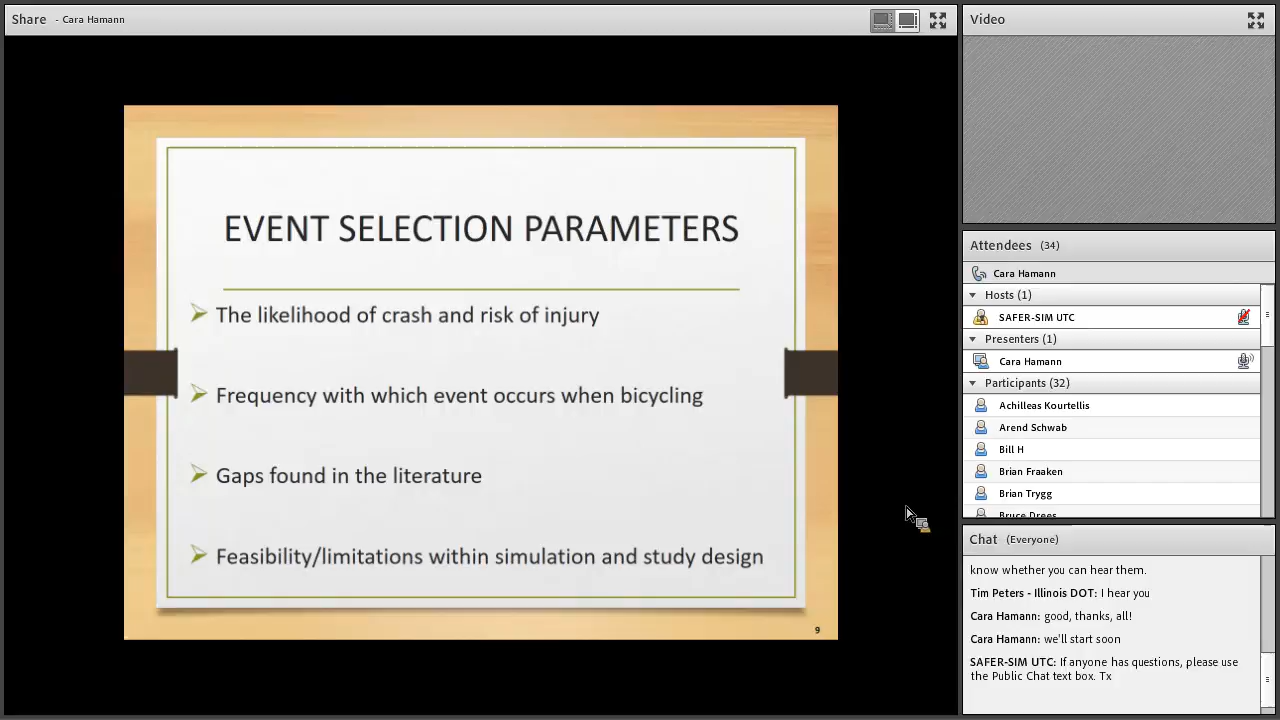 Share - Cara Hamann
EVENT SELECTION PARAMETERS
The likelihood of crash and risk of injury
Frequency with which event occurs when bicycling
Gaps found in the literature
Feasibility/limitations within simulation and study design
9
Video
Attendees (34)
Cara Hamann
Hosts (1)
SAFER-SIM UTC
Presenters (1)
Cara Hamann
Participants (32)
Achilleas Kourtellis
Arend Schwab
Bill H
Brian Fraaken
Brian Trygg
Bruce Drees
Chat (Everyone)
know whether you can hear them.
Tim Peters - Illinois DOT: I hear you
Cara Hamann: good, thanks, all!
Cara Hamann: we'll start soon
SAFER-SIM UTC: If anyone has questions, please use
the Public Chat text box. Tx